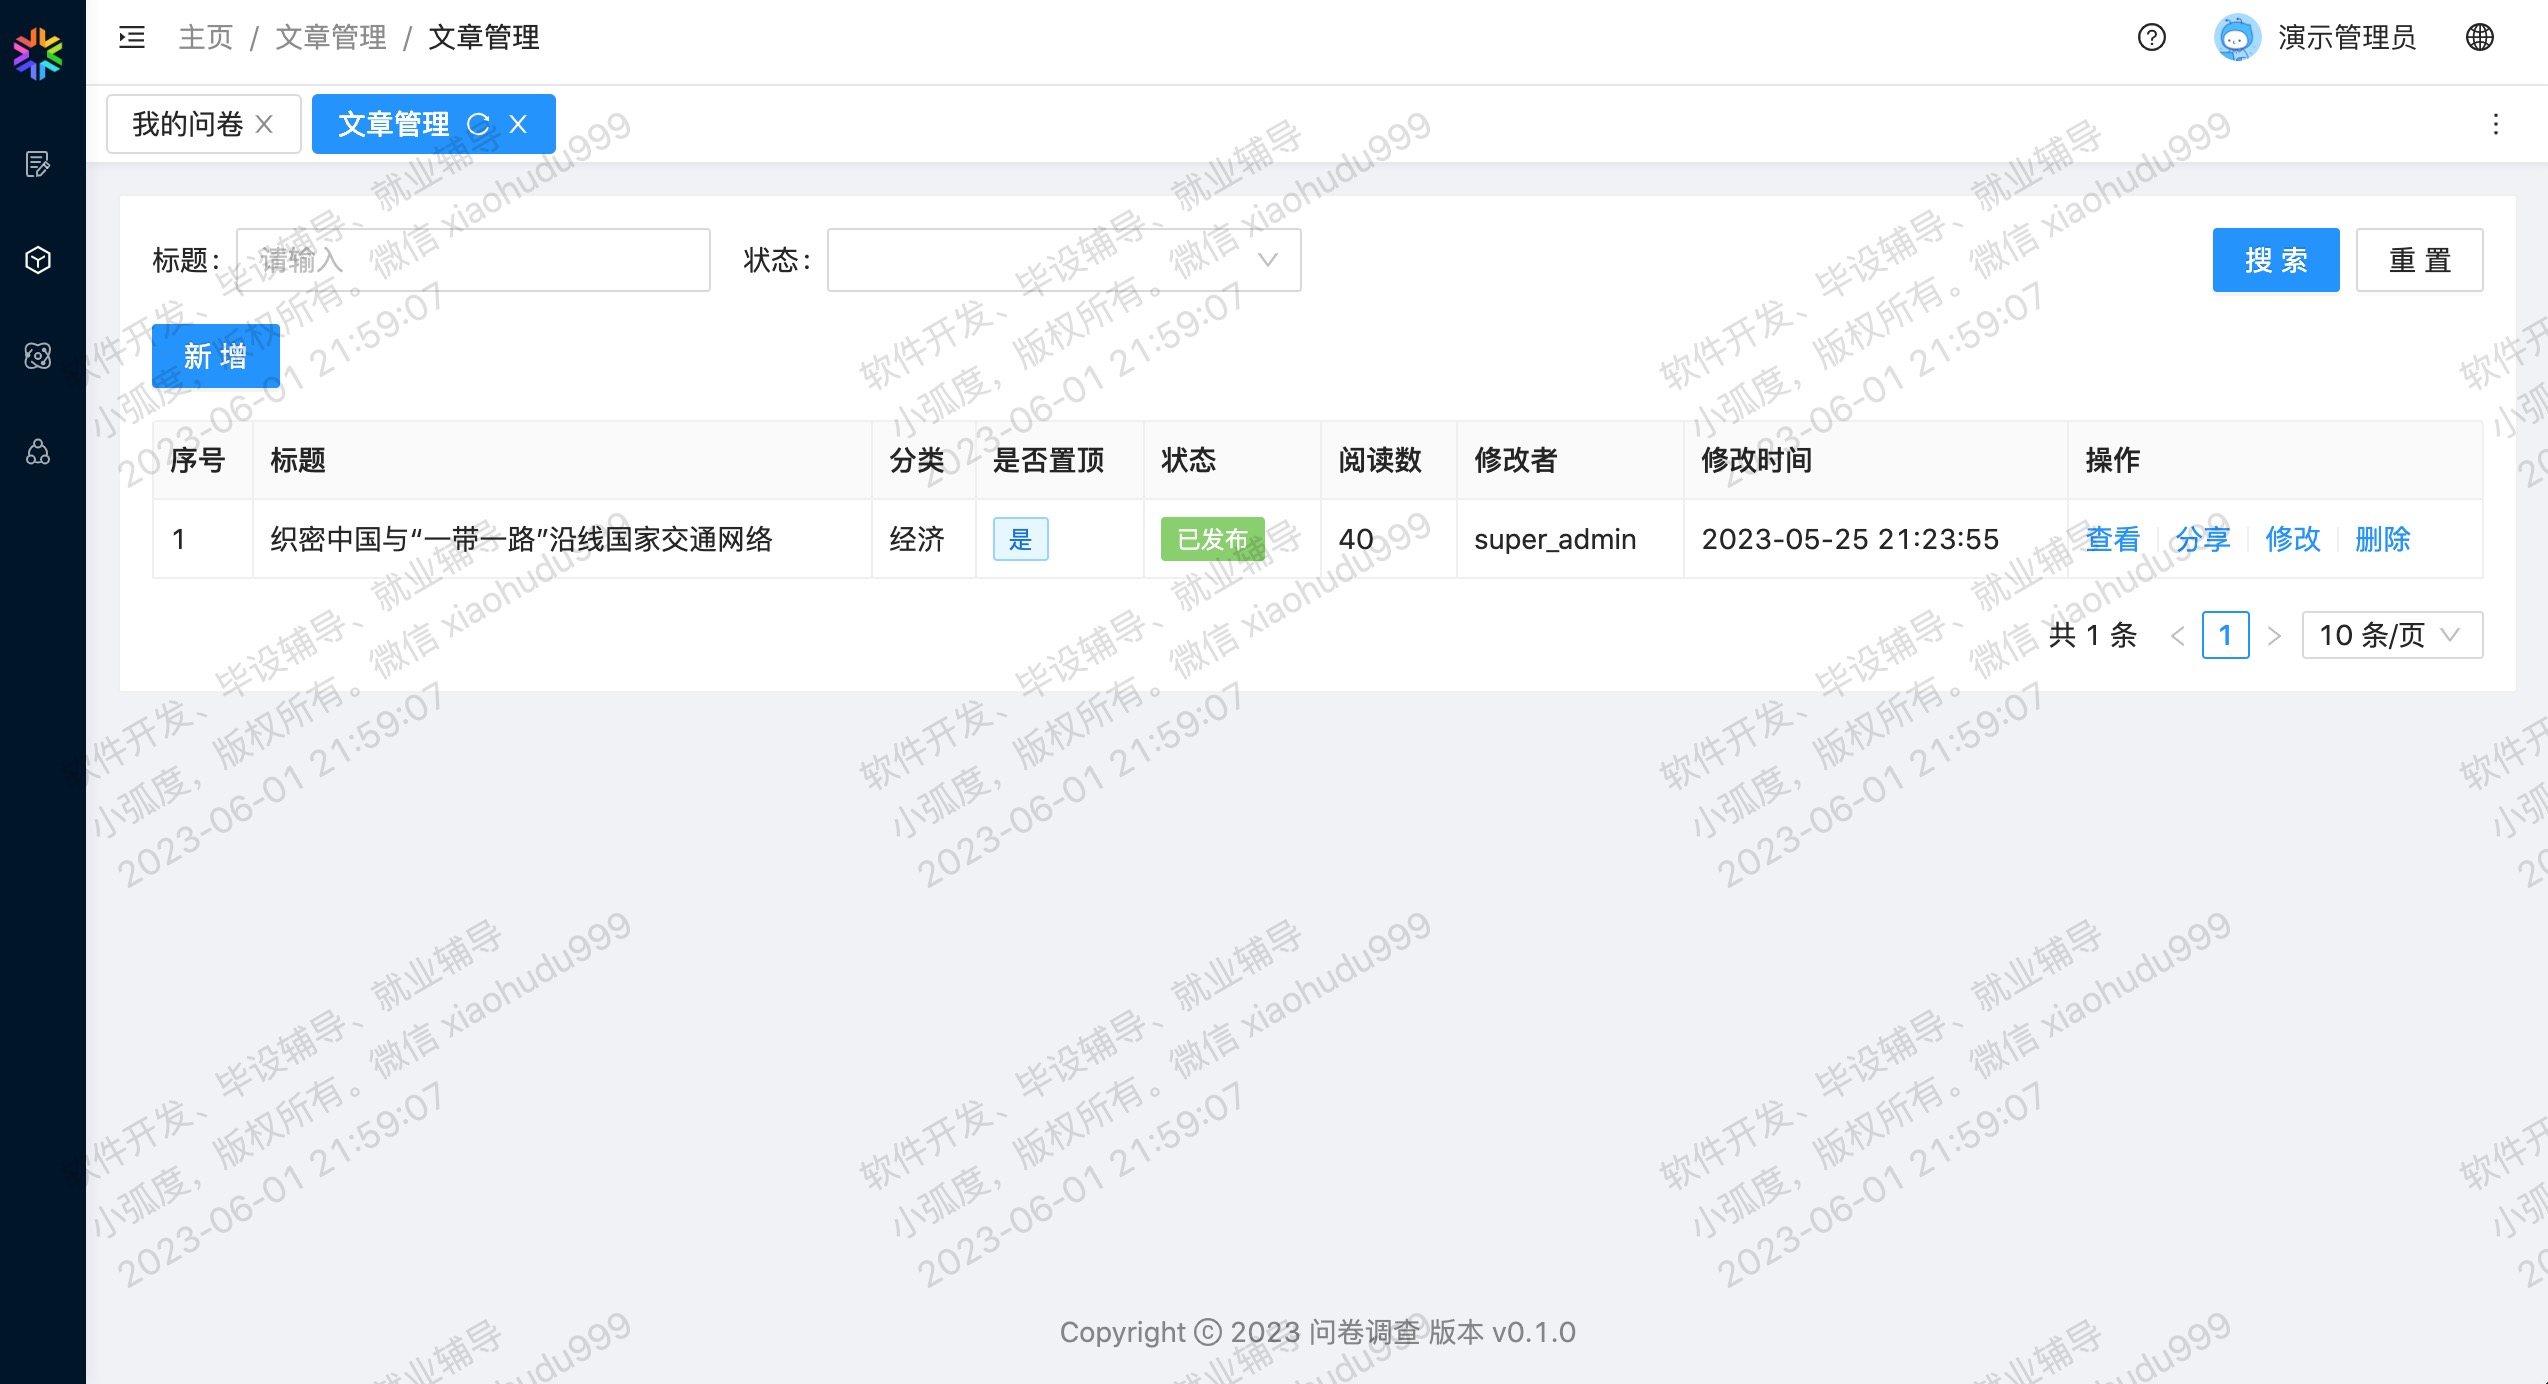 主页 / 文章管理 / 文章管理
演示管理员
我的问卷
文章管理
标题：
请输入
状态：
搜 索
重 置
新 增
序号 标题 分类 是否置顶 状态 阅读数 修改者 修改时间 操作
1 织密中国与“一带一路”沿线国家交通网络 经济 是 已发布 40 super_admin 2023-05-25 21:23:55 查看 分享 修改 删除
共 1 条 < 1 > 10 条/页
Copyright © 2023 问卷调查 版本 v0.1.0
软件开发、毕设辅导、就业辅导
小弧度，版权所有。微信 xiaohudu999
2023-06-01 21:59:07